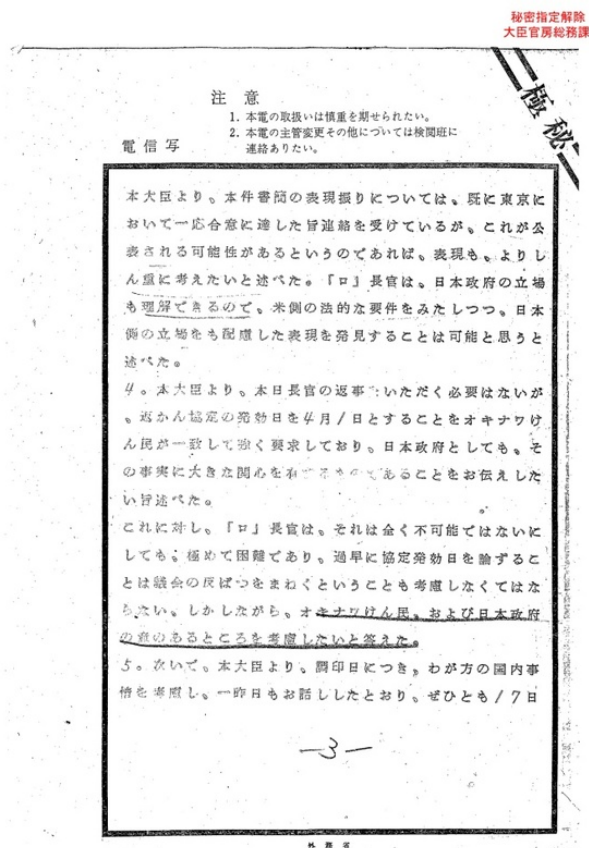 秘密指定解除
大臣官房総務課
極秘
注意
1. 本電の取扱いは慎重を期せられたい。
2. 本電の主管変更その他については検閲班に
連絡ありたい。
電信写
本大臣より、本件書簡の表現振りについては、既に東京に
おいて一応合意に達した旨連絡を受けているが、これが公
表される可能性があるというのであれば、表現も、よりし
ん重に考えたいと述べた。「ロ」長官は、日本政府の立場
も理解できるので、米側の法的な要件をみたしつつ、日本
側の立場をも配慮した表現を発見することは可能と思うと
述べた。
4。本大臣より、本日長官の返事いただく必要はないが
、返かん協定の発効日を4月1日とすることをオキナワけ
ん民が一致して強く要求しており、日本政府としても、そ
の事実に大きな関心を有するものであることをお伝えした
い旨述べた。
これに対し、「ロ」長官は、それは全く不可能ではないに
しても、極めて困難であり、過早に協定発効日を論ずるこ
とは議会の反ぱつをまねくということも考慮しなくてはな
らない。しかしながら、オキナワけん民、および日本政府
の意のあるところを考慮したいと答えた。
5。次いで、本大臣より、調印日につき、わが方の国内事
情を考慮し、一昨日もお話ししたとおり、ぜひとも17日
-3-
外務省